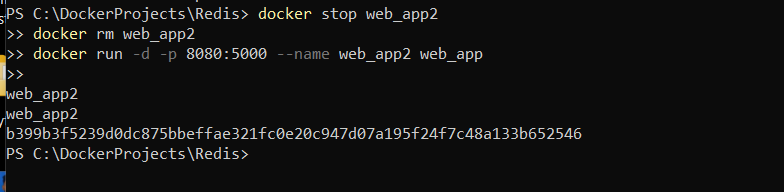 PS C:\DockerProjects\Redis> docker stop web_app2
>> docker rm web_app2
>> docker run -d -p 8080:5000 --name web_app2 web_app
>>
web_app2
web_app2
b399b3f5239d0dc875bbeffae321fc0e20c947d07a195f24f7c48a133b652546
PS C:\DockerProjects\Redis>